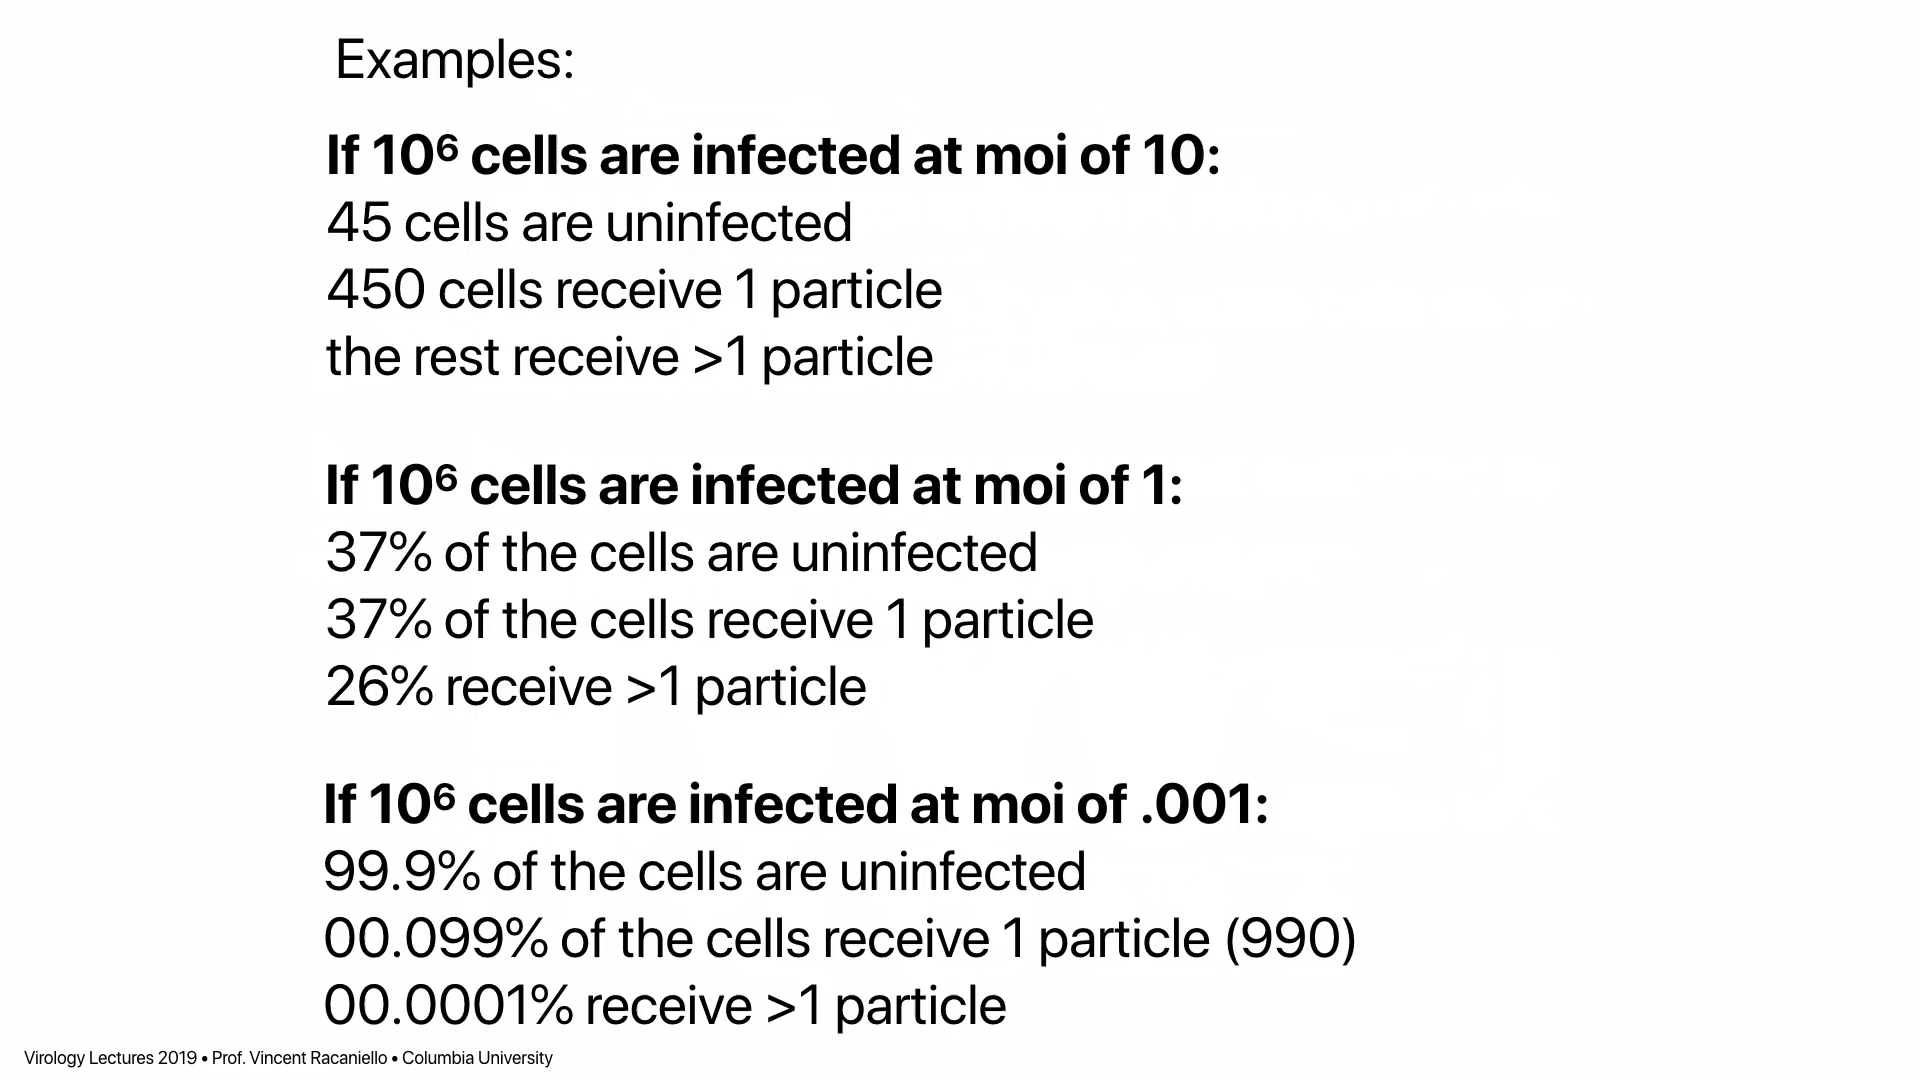 Examples:
If 10⁶ cells are infected at moi of 10:
45 cells are uninfected
450 cells receive 1 particle
the rest receive >1 particle
If 10⁶ cells are infected at moi of 1:
37% of the cells are uninfected
37% of the cells receive 1 particle
26% receive >1 particle
If 10⁶ cells are infected at moi of .001:
99.9% of the cells are uninfected
00.099% of the cells receive 1 particle (990)
00.0001% receive >1 particle
Virology Lectures 2019 • Prof. Vincent Racaniello • Columbia University